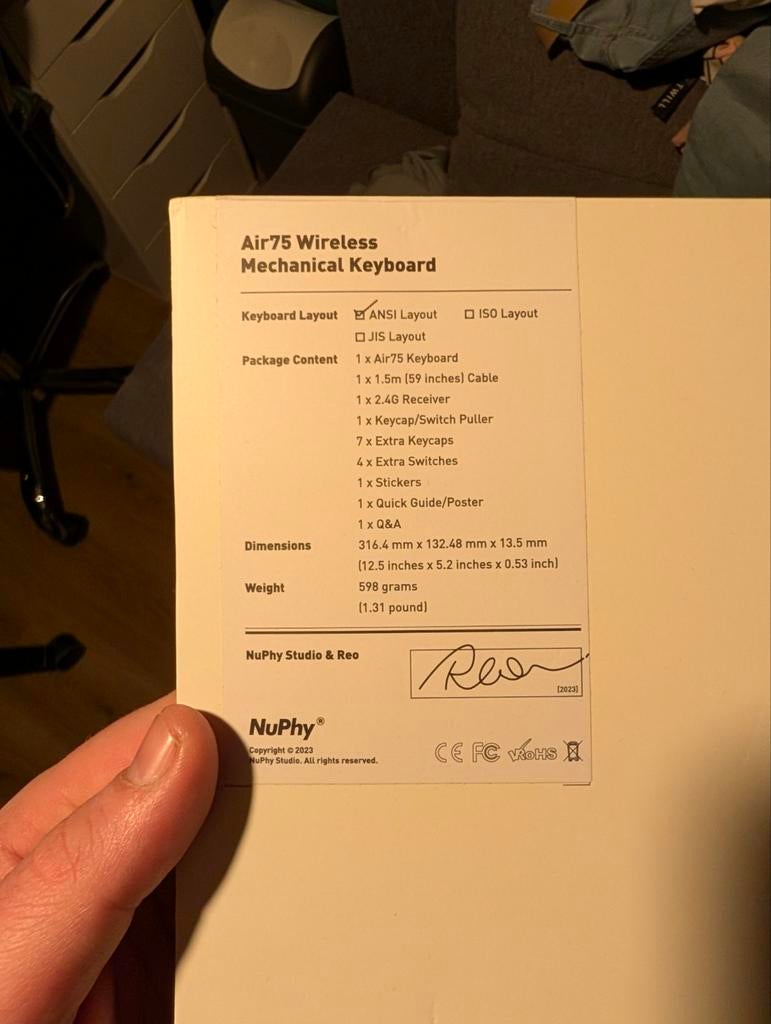 TWILL
Air75 Wireless
Mechanical Keyboard
Keyboard Layout ☑ ANSI Layout ☐ ISO Layout
☐ JIS Layout
Package Content 1 x Air75 Keyboard
1 x 1.5m (59 inches) Cable
1 x 2.4G Receiver
1 x Keycap/Switch Puller
7 x Extra Keycaps
4 x Extra Switches
1 x Stickers
1 x Quick Guide/Poster
1 x Q&A
Dimensions 316.4 mm x 132.48 mm x 13.5 mm
(12.5 inches x 5.2 inches x 0.53 inch)
Weight 598 grams
(1.31 pound)
NuPhy Studio & Reo
Reo
[2023]
NuPhy®
Copyright © 2023
NuPhy Studio. All rights reserved.
CE FC RoHS